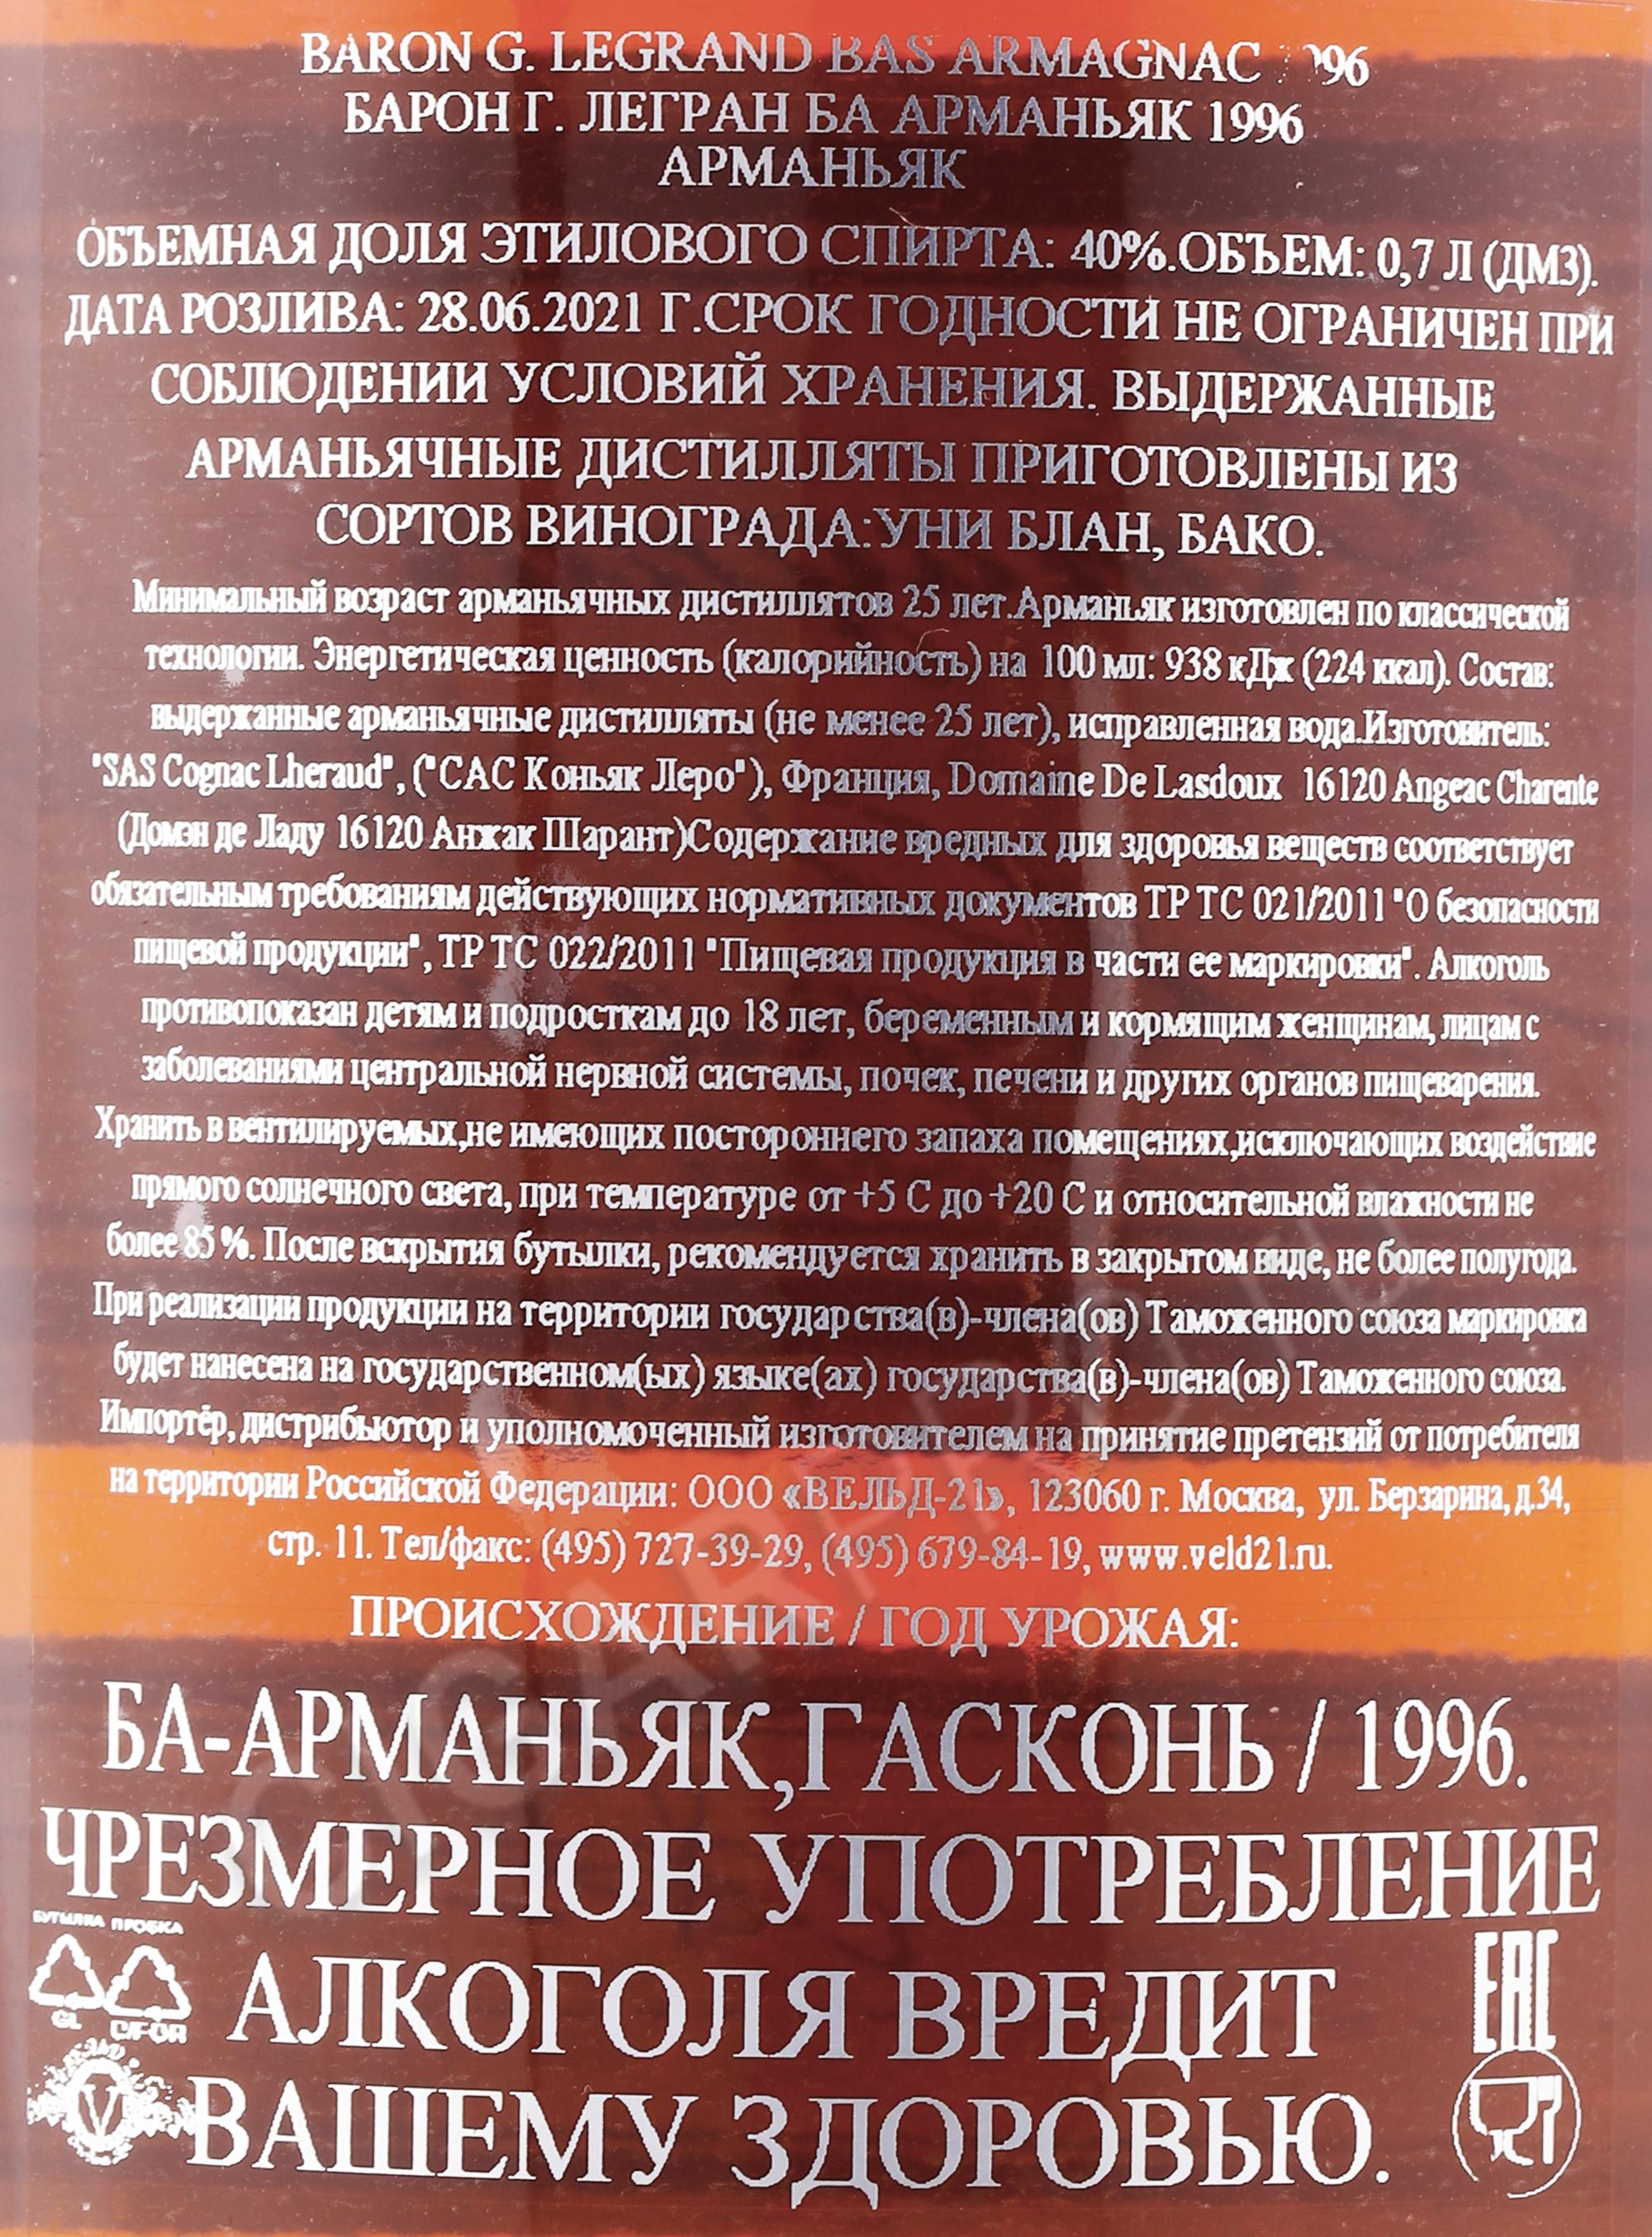 BARON G. LEGRAND BAS ARMAGNAC 1996
БАРОН Г. ЛЕГРАН БА АРМАНЬЯК 1996
АРМАНЬЯК
ОБЪЕМНАЯ ДОЛЯ ЭТИЛОВОГО СПИРТА: 40%.ОБЪЕМ: 0,7 Л (ДМ3).
ДАТА РОЗЛИВА: 28.06.2021 Г.СРОК ГОДНОСТИ НЕ ОГРАНИЧЕН ПРИ
СОБЛЮДЕНИИ УСЛОВИЙ ХРАНЕНИЯ. ВЫДЕРЖАННЫЕ
АРМАНЬЯЧНЫЕ ДИСТИЛЛЯТЫ ПРИГОТОВЛЕНЫ ИЗ
СОРТОВ ВИНОГРАДА:УНИ БЛАН, БАКО.
Минимальный возраст арманьячных дистиллятов 25 лет.Арманьяк изготовлен по классической
технологии. Энергетическая ценность (калорийность) на 100 мл: 938 кДж (224 ккал). Состав:
выдержанные арманьячные дистилляты (не менее 25 лет), исправленная вода.Изготовитель:
"SAS Cognac Lheraud", ("САС Коньяк Леро"), Франция, Domaine De Lasdoux 16120 Angeac Charente
(Домэн де Ладу 16120 Анжак Шарант)Содержание вредных для здоровья веществ соответствует
обязательным требованиям действующих нормативных документов ТР ТС 021/2011 "О безопасности
пищевой продукции", ТР ТС 022/2011 "Пищевая продукция в части ее маркировки". Алкоголь
противопоказан детям и подросткам до 18 лет, беременным и кормящим женщинам, лицам с
заболеваниями центральной нервной системы, почек, печени и других органов пищеварения.
Хранить в вентилируемых,не имеющих постороннего запаха помещениях,исключающих воздействие
прямого солнечного света, при температуре от +5 С до +20 С и относительной влажности не
более 85 %. После вскрытия бутылки, рекомендуется хранить в закрытом виде, не более полугода.
При реализации продукции на территории государства(в)-члена(ов) Таможенного союза маркировка
будет нанесена на государственном(ых) языке(ах) государства(в)-члена(ов) Таможенного союза.
Импортёр, дистрибьютор и уполномоченный изготовителем на принятие претензий от потребителя
на территории Российской Федерации: ООО «ВЕЛЬД-21», 123060 г. Москва, ул. Берзарина, д.34,
стр. 11. Тел/факс: (495) 727-39-29, (495) 679-84-19, www.veld21.ru.
ПРОИСХОЖДЕНИЕ / ГОД УРОЖАЯ:
БА-АРМАНЬЯК,ГАСКОНЬ / 1996.
ЧРЕЗМЕРНОЕ УПОТРЕБЛЕНИЕ
БУТЫЛКА ПРОБКА
АЛКОГОЛЯ ВРЕДИТ
EAC
GL C/FOR
ВАШЕМУ ЗДОРОВЬЮ.
V
CIGARPRO.ru